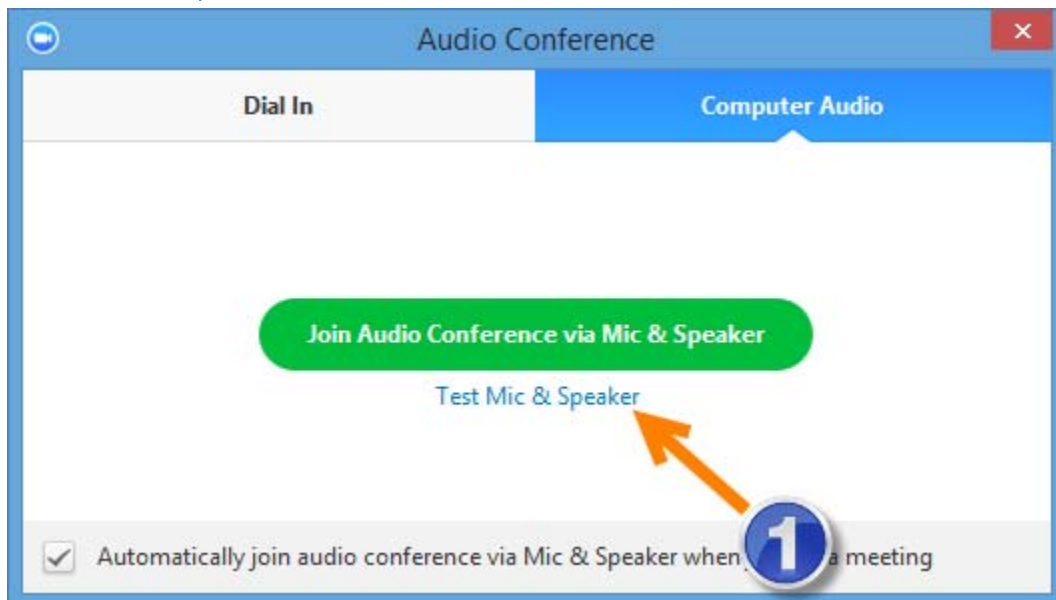 Audio Conference
Dial In
Computer Audio
Join Audio Conference via Mic & Speaker
Test Mic & Speaker
1
Automatically join audio conference via Mic & Speaker when a meeting